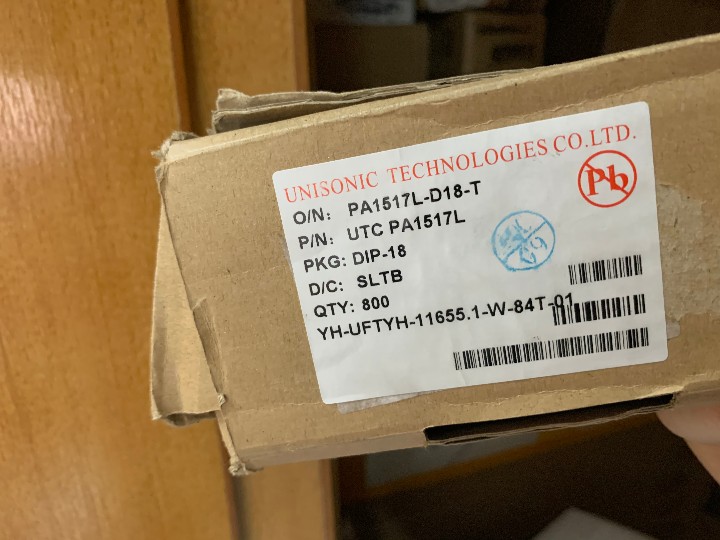 UNISONIC TECHNOLOGIES CO.LTD.
Pb
O/N: PA1517L-D18-T
P/N: UTC PA1517L
PKG: DIP-18
D/C: SLTB
QTY: 800
YH-UFTYH-11655.1-W-84T-01